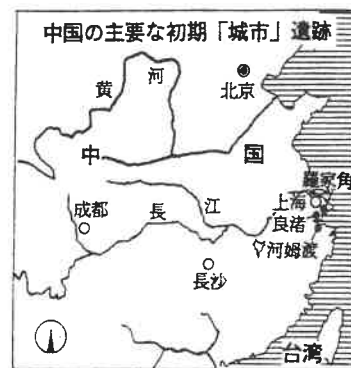 中国の主要な初期「城市」遺跡
黄
河
北京
中
国
羅家角
上海
良渚
河姆渡
成都
長
江
長沙
台湾